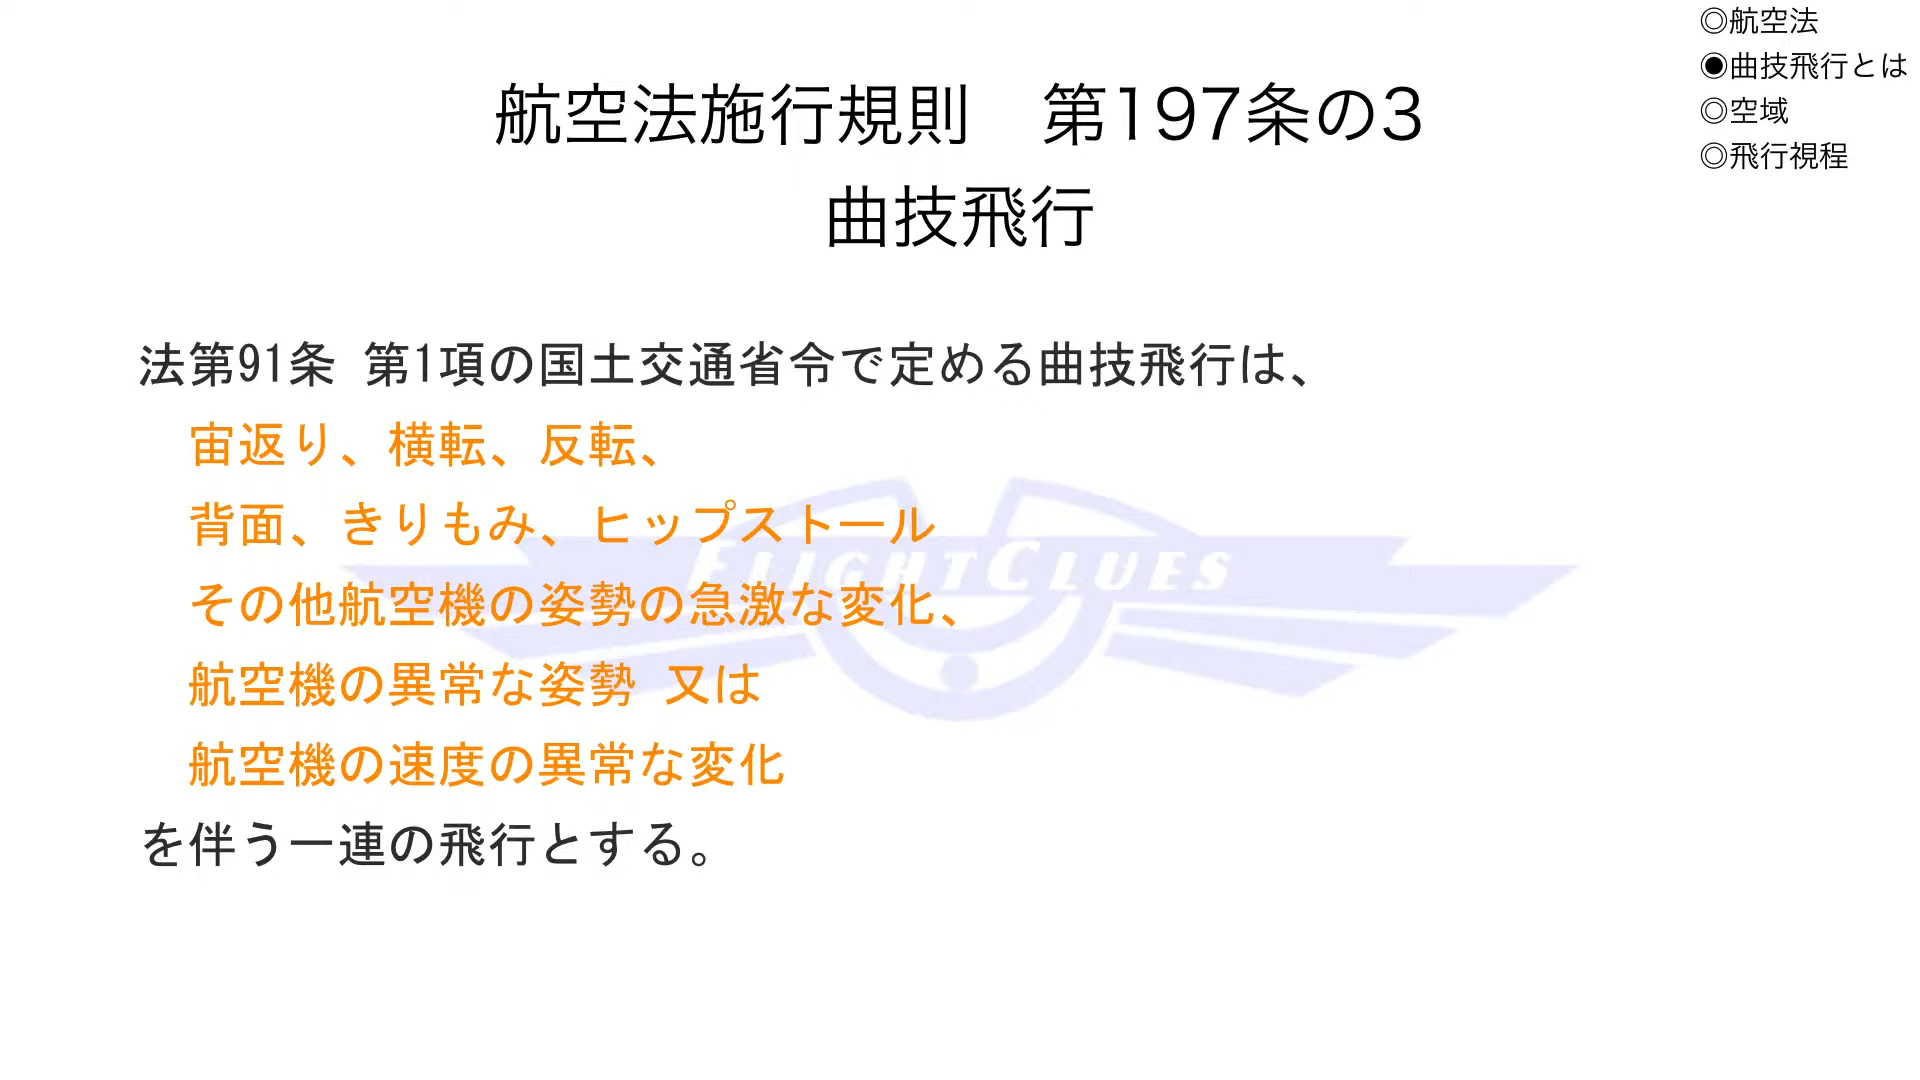 ◎航空法
◉曲技飛行とは
◎空域
◎飛行視程
航空法施行規則　第197条の3
曲技飛行
法第91条 第1項の国土交通省令で定める曲技飛行は、
宙返り、横転、反転、
背面、きりもみ、ヒップストール
その他航空機の姿勢の急激な変化、
航空機の異常な姿勢 又は
航空機の速度の異常な変化
を伴う一連の飛行とする。
FLIGHTCLUES